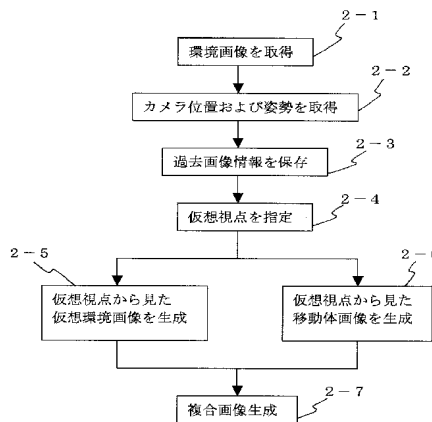 2-1
環境画像を取得
2-2
カメラ位置および姿勢を取得
2-3
過去画像情報を保存
2-4
仮想視点を指定
2-5
仮想視点から見た
仮想環境画像を生成
仮想視点から見た
移動体画像を生成
2-7
複合画像生成